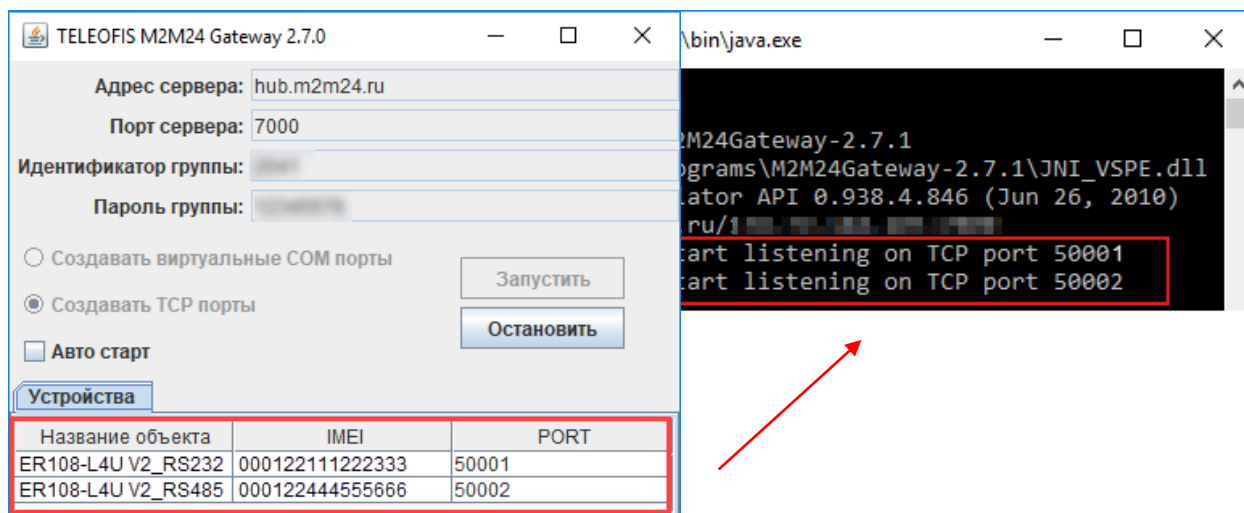 TELEOFIS M2M24 Gateway 2.7.0
Адрес сервера: hub.m2m24.ru
Порт сервера: 7000
Идентификатор группы:
Пароль группы:
Создавать виртуальные COM порты
Создавать TCP порты
Авто старт
Запустить
Остановить
Устройства
Название объекта IMEI PORT
ER108-L4U V2_RS232 000122111222333 50001
ER108-L4U V2_RS485 000122444555666 50002
\bin\java.exe
2M24Gateway-2.7.1
ograms\M2M24Gateway-2.7.1\JNI_VSPE.dll
lator API 0.938.4.846 (Jun 26, 2010)
.ru/
tart listening on TCP port 50001
tart listening on TCP port 50002